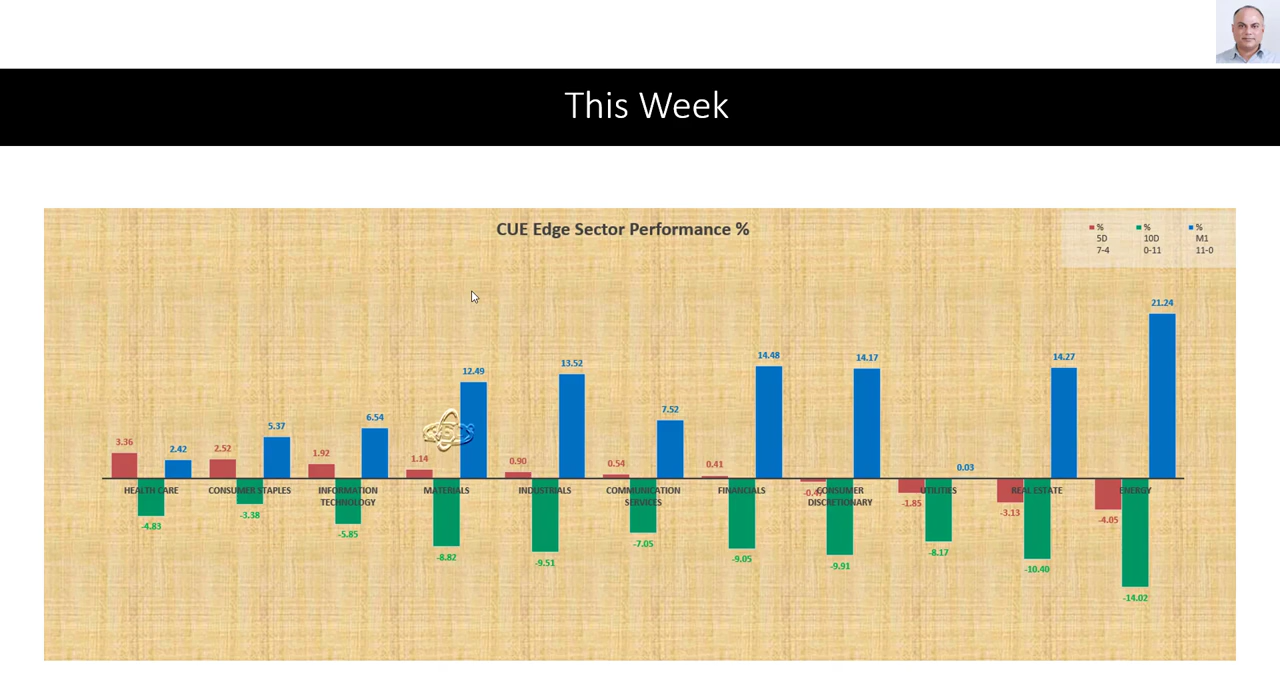 This Week
CUE Edge Sector Performance %
% % %
5D 10D M1
7-4 0-11 11-0
21.24
14.48 14.17 14.27
13.52
12.49
7.52
6.54
5.37
3.36 2.42 2.52 1.92 1.14 0.90 0.54 0.41 0.03
HEALTH CARE CONSUMER STAPLES INFORMATION MATERIALS INDUSTRIALS COMMUNICATION FINANCIALS CONSUMER UTILITIES REAL ESTATE ENERGY
TECHNOLOGY SERVICES DISCRETIONARY
-1.85 -3.13 -4.05
-4.83 -3.38 -5.85 -8.82 -9.51 -7.05 -9.05 -9.91 -8.17 -10.40 -14.02